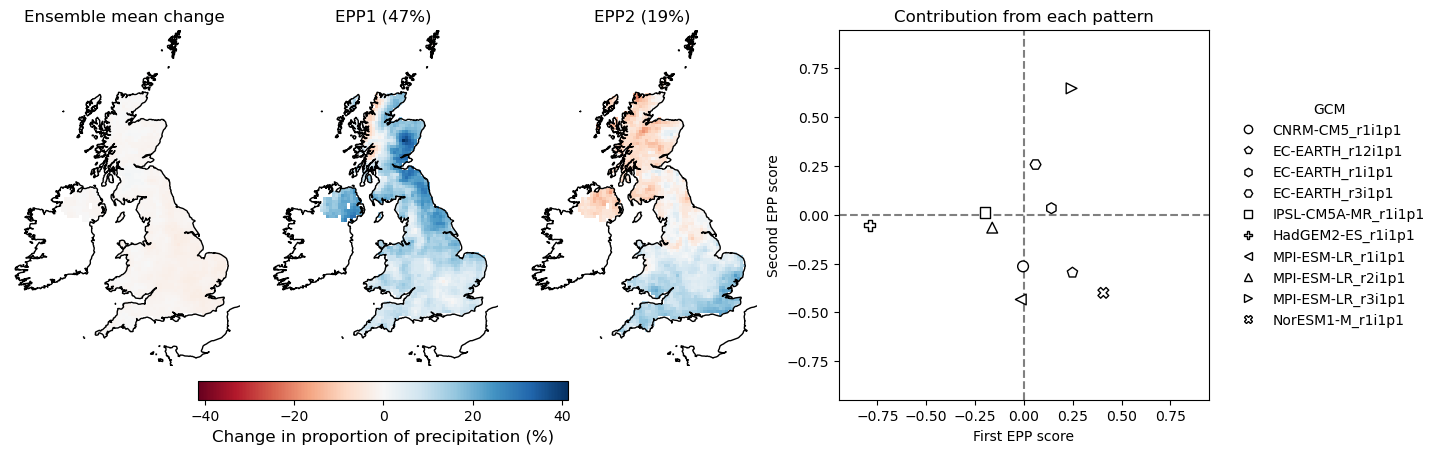 Ensemble mean change
EPP1 (47%)
EPP2 (19%)
−40 −20 0 20 40
Change in proportion of precipitation (%)
Contribution from each pattern
Second EPP score
0.75
0.50
0.25
0.00
−0.25
−0.50
−0.75
−0.75 −0.50 −0.25 0.00 0.25 0.50 0.75
First EPP score
GCM
CNRM-CM5_r1i1p1
EC-EARTH_r12i1p1
EC-EARTH_r1i1p1
EC-EARTH_r3i1p1
IPSL-CM5A-MR_r1i1p1
HadGEM2-ES_r1i1p1
MPI-ESM-LR_r1i1p1
MPI-ESM-LR_r2i1p1
MPI-ESM-LR_r3i1p1
NorESM1-M_r1i1p1